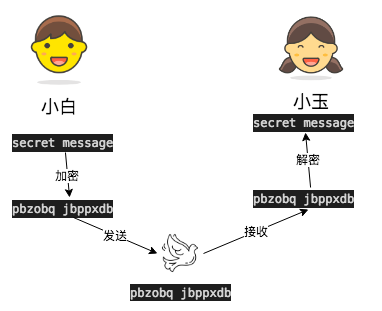 小白
小玉
secret message
secret message
加密
解密
pbzobq jbppxdb
pbzobq jbppxdb
发送
接收
pbzobq jbppxdb